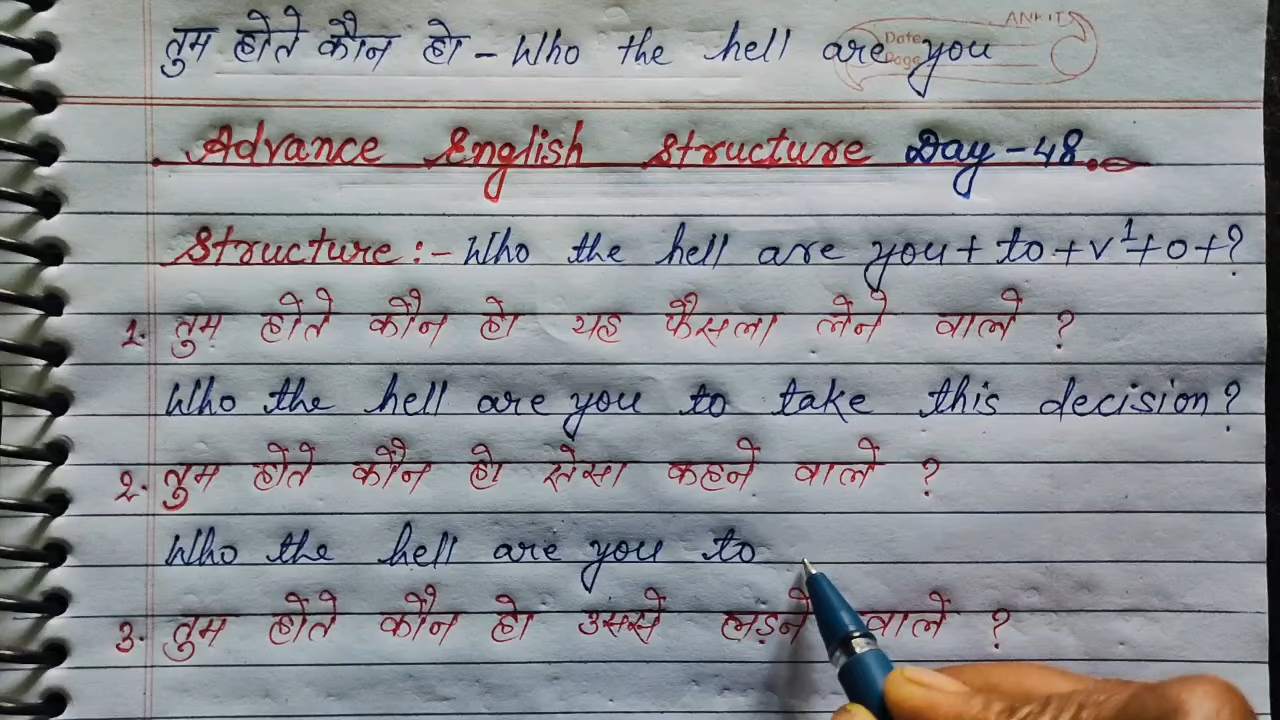 तुम होते कौन हो - Who the hell are you
ANKIT
Date
Page
Advance English Structure Day - 48.
Structure :- Who the hell are you + to + v¹ + o + ?
1. तुम होते कौन हो यह फैसला लेने वाले ?
Who the hell are you to take this decision?
2. तुम होते कौन हो ऐसा कहने वाले ?
Who the hell are you to
3. तुम होते कौन हो उससे लड़ने वाले ?